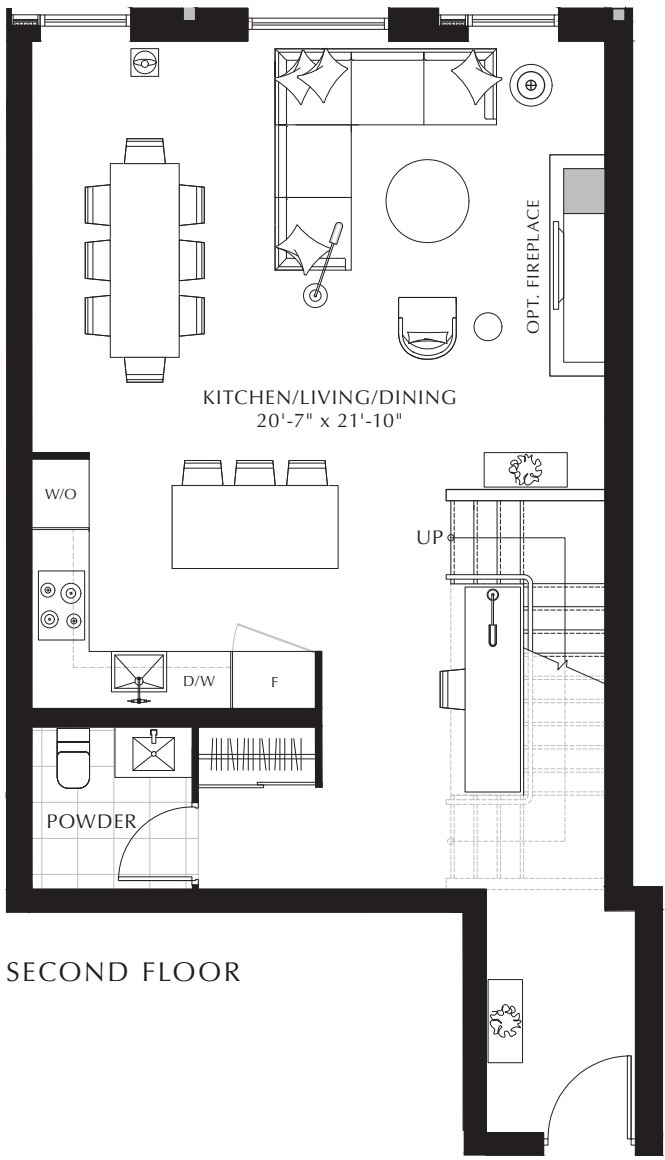 OPT. FIREPLACE
KITCHEN/LIVING/DINING
20'-7" x 21'-10"
W/O
UP
D/W
F
POWDER
SECOND FLOOR